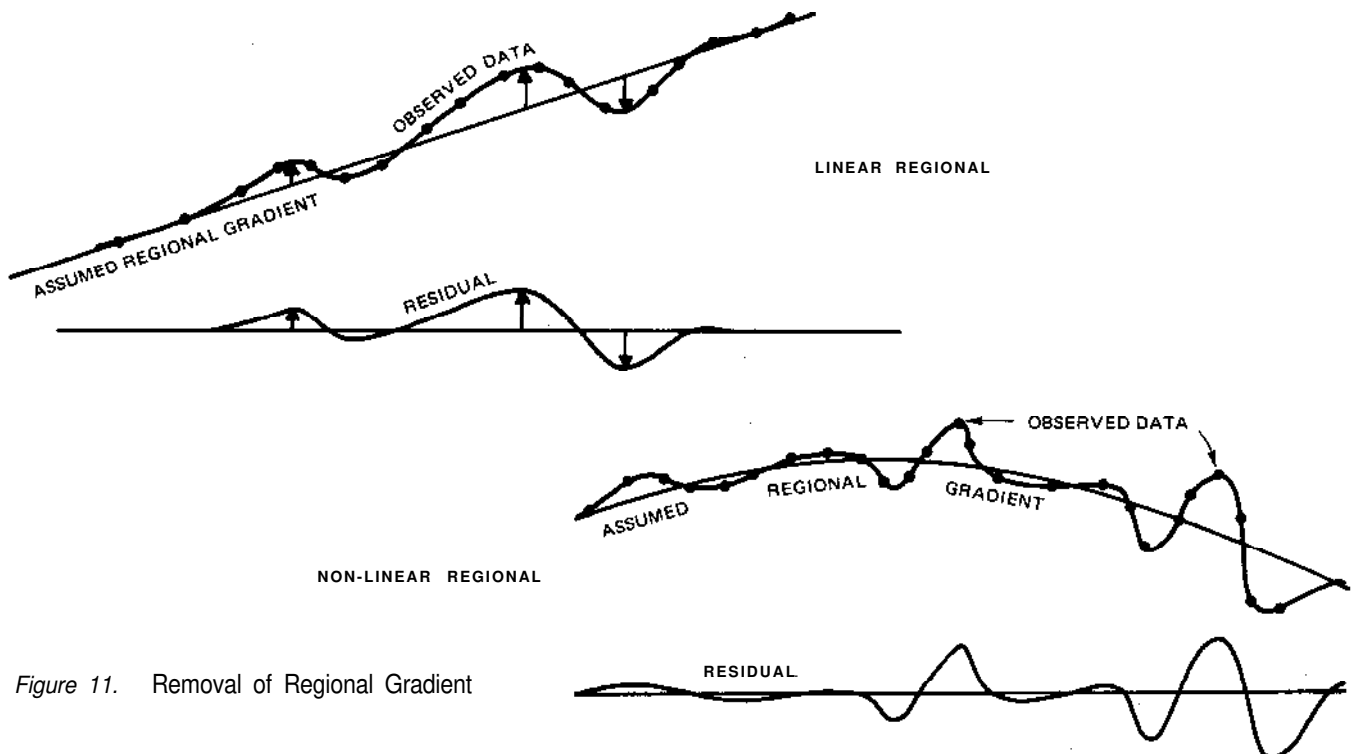 OBSERVED DATA
LINEAR REGIONAL
ASSUMED REGIONAL GRADIENT
RESIDUAL
OBSERVED DATA
ASSUMED REGIONAL GRADIENT
NON-LINEAR REGIONAL
RESIDUAL
Figure 11. Removal of Regional Gradient